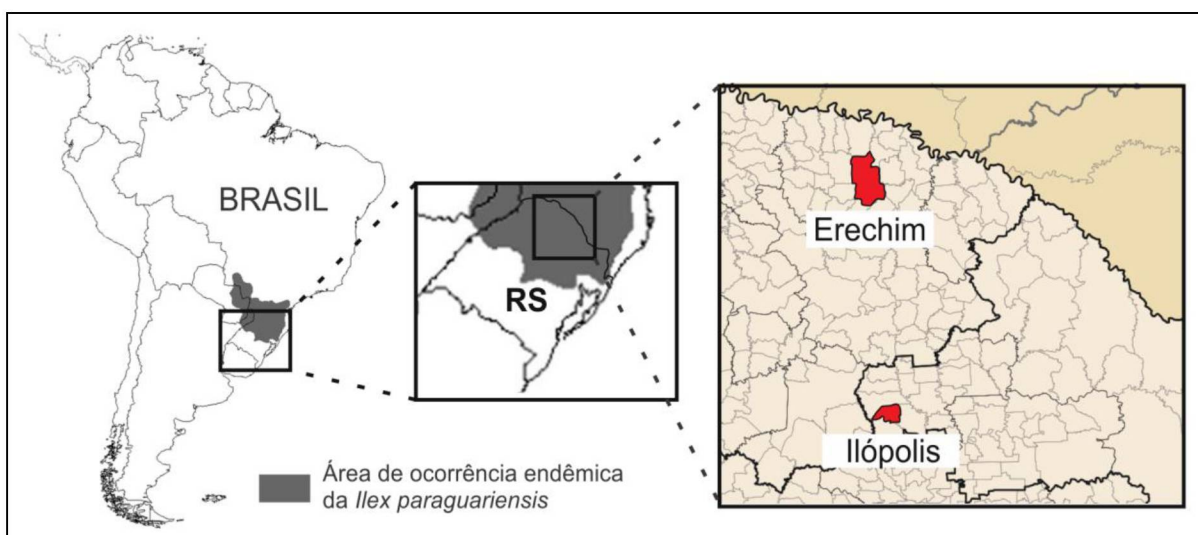 BRASIL
RS
Erechim
Ilópolis
Área de ocorrência endêmica
da Ilex paraguariensis